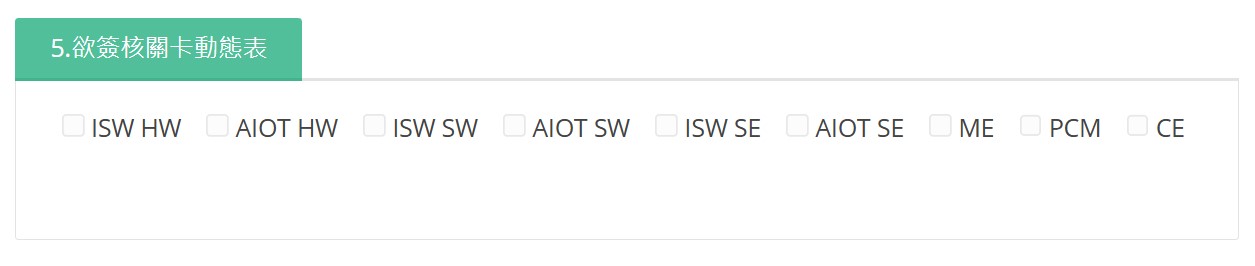 5.欲簽核關卡動態表
ISW HW AIOT HW ISW SW AIOT SW ISW SE AIOT SE ME PCM CE